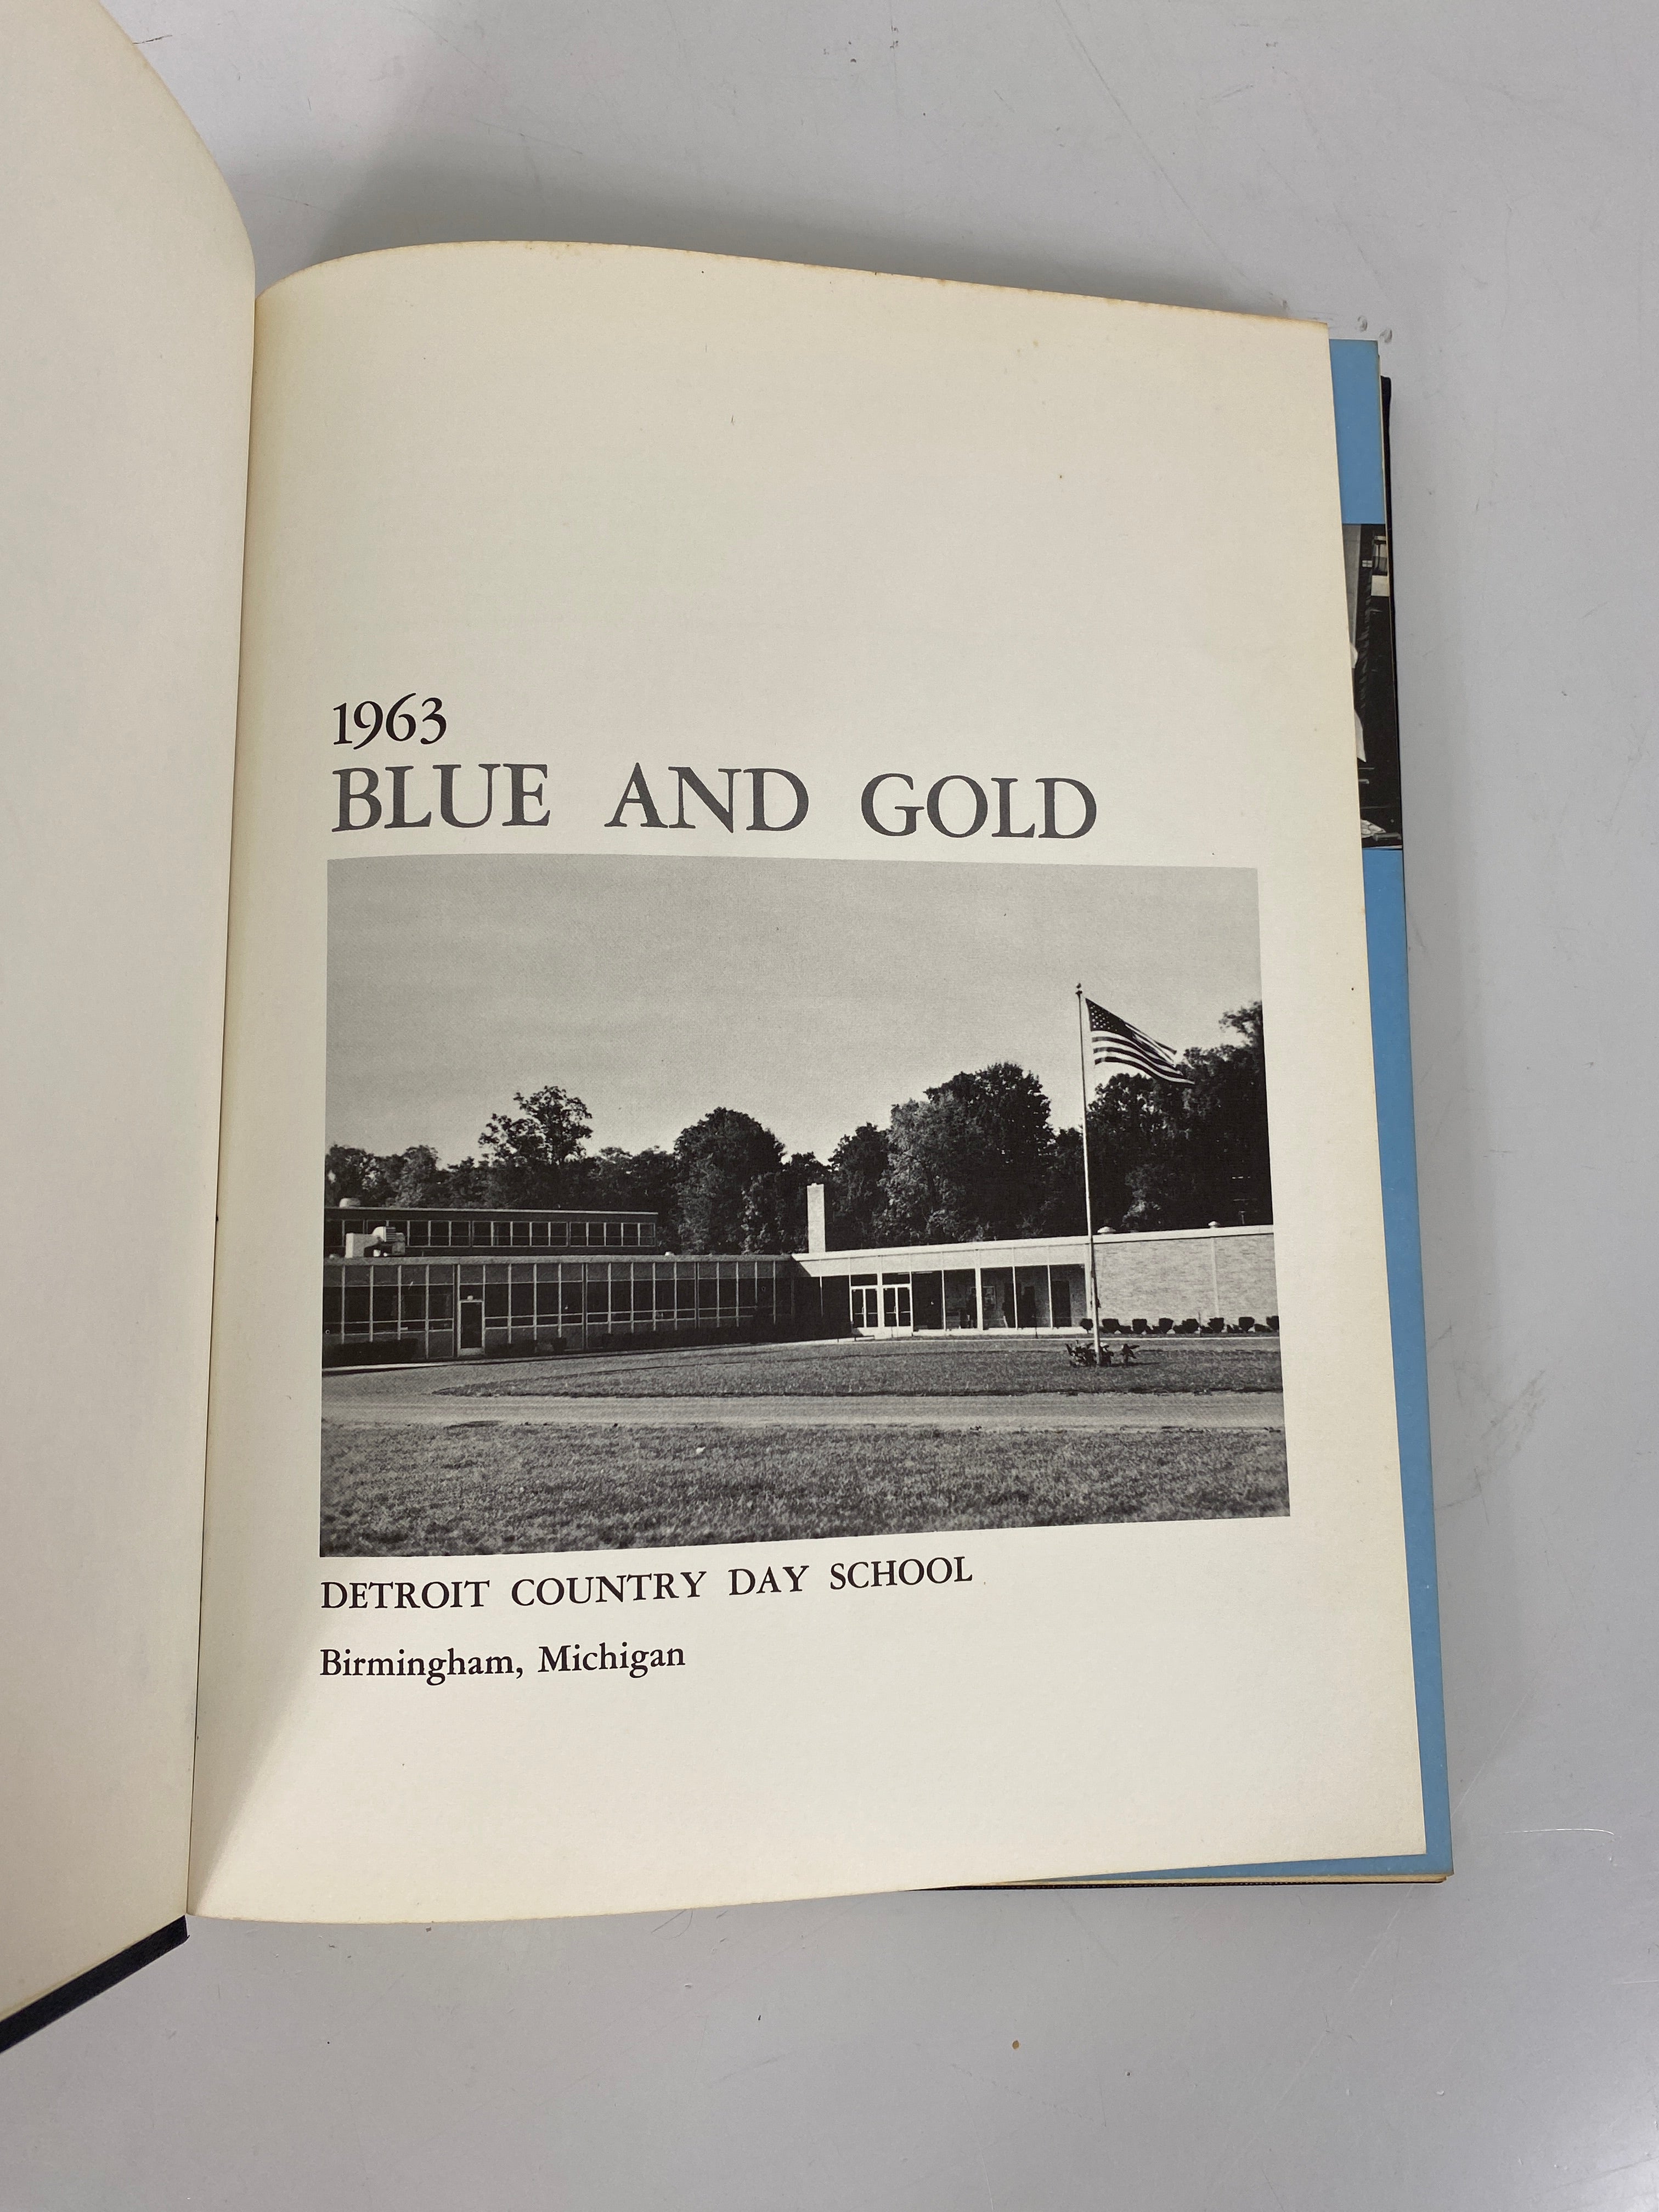 1963
BLUE AND GOLD
DETROIT COUNTRY DAY SCHOOL
Birmingham, Michigan